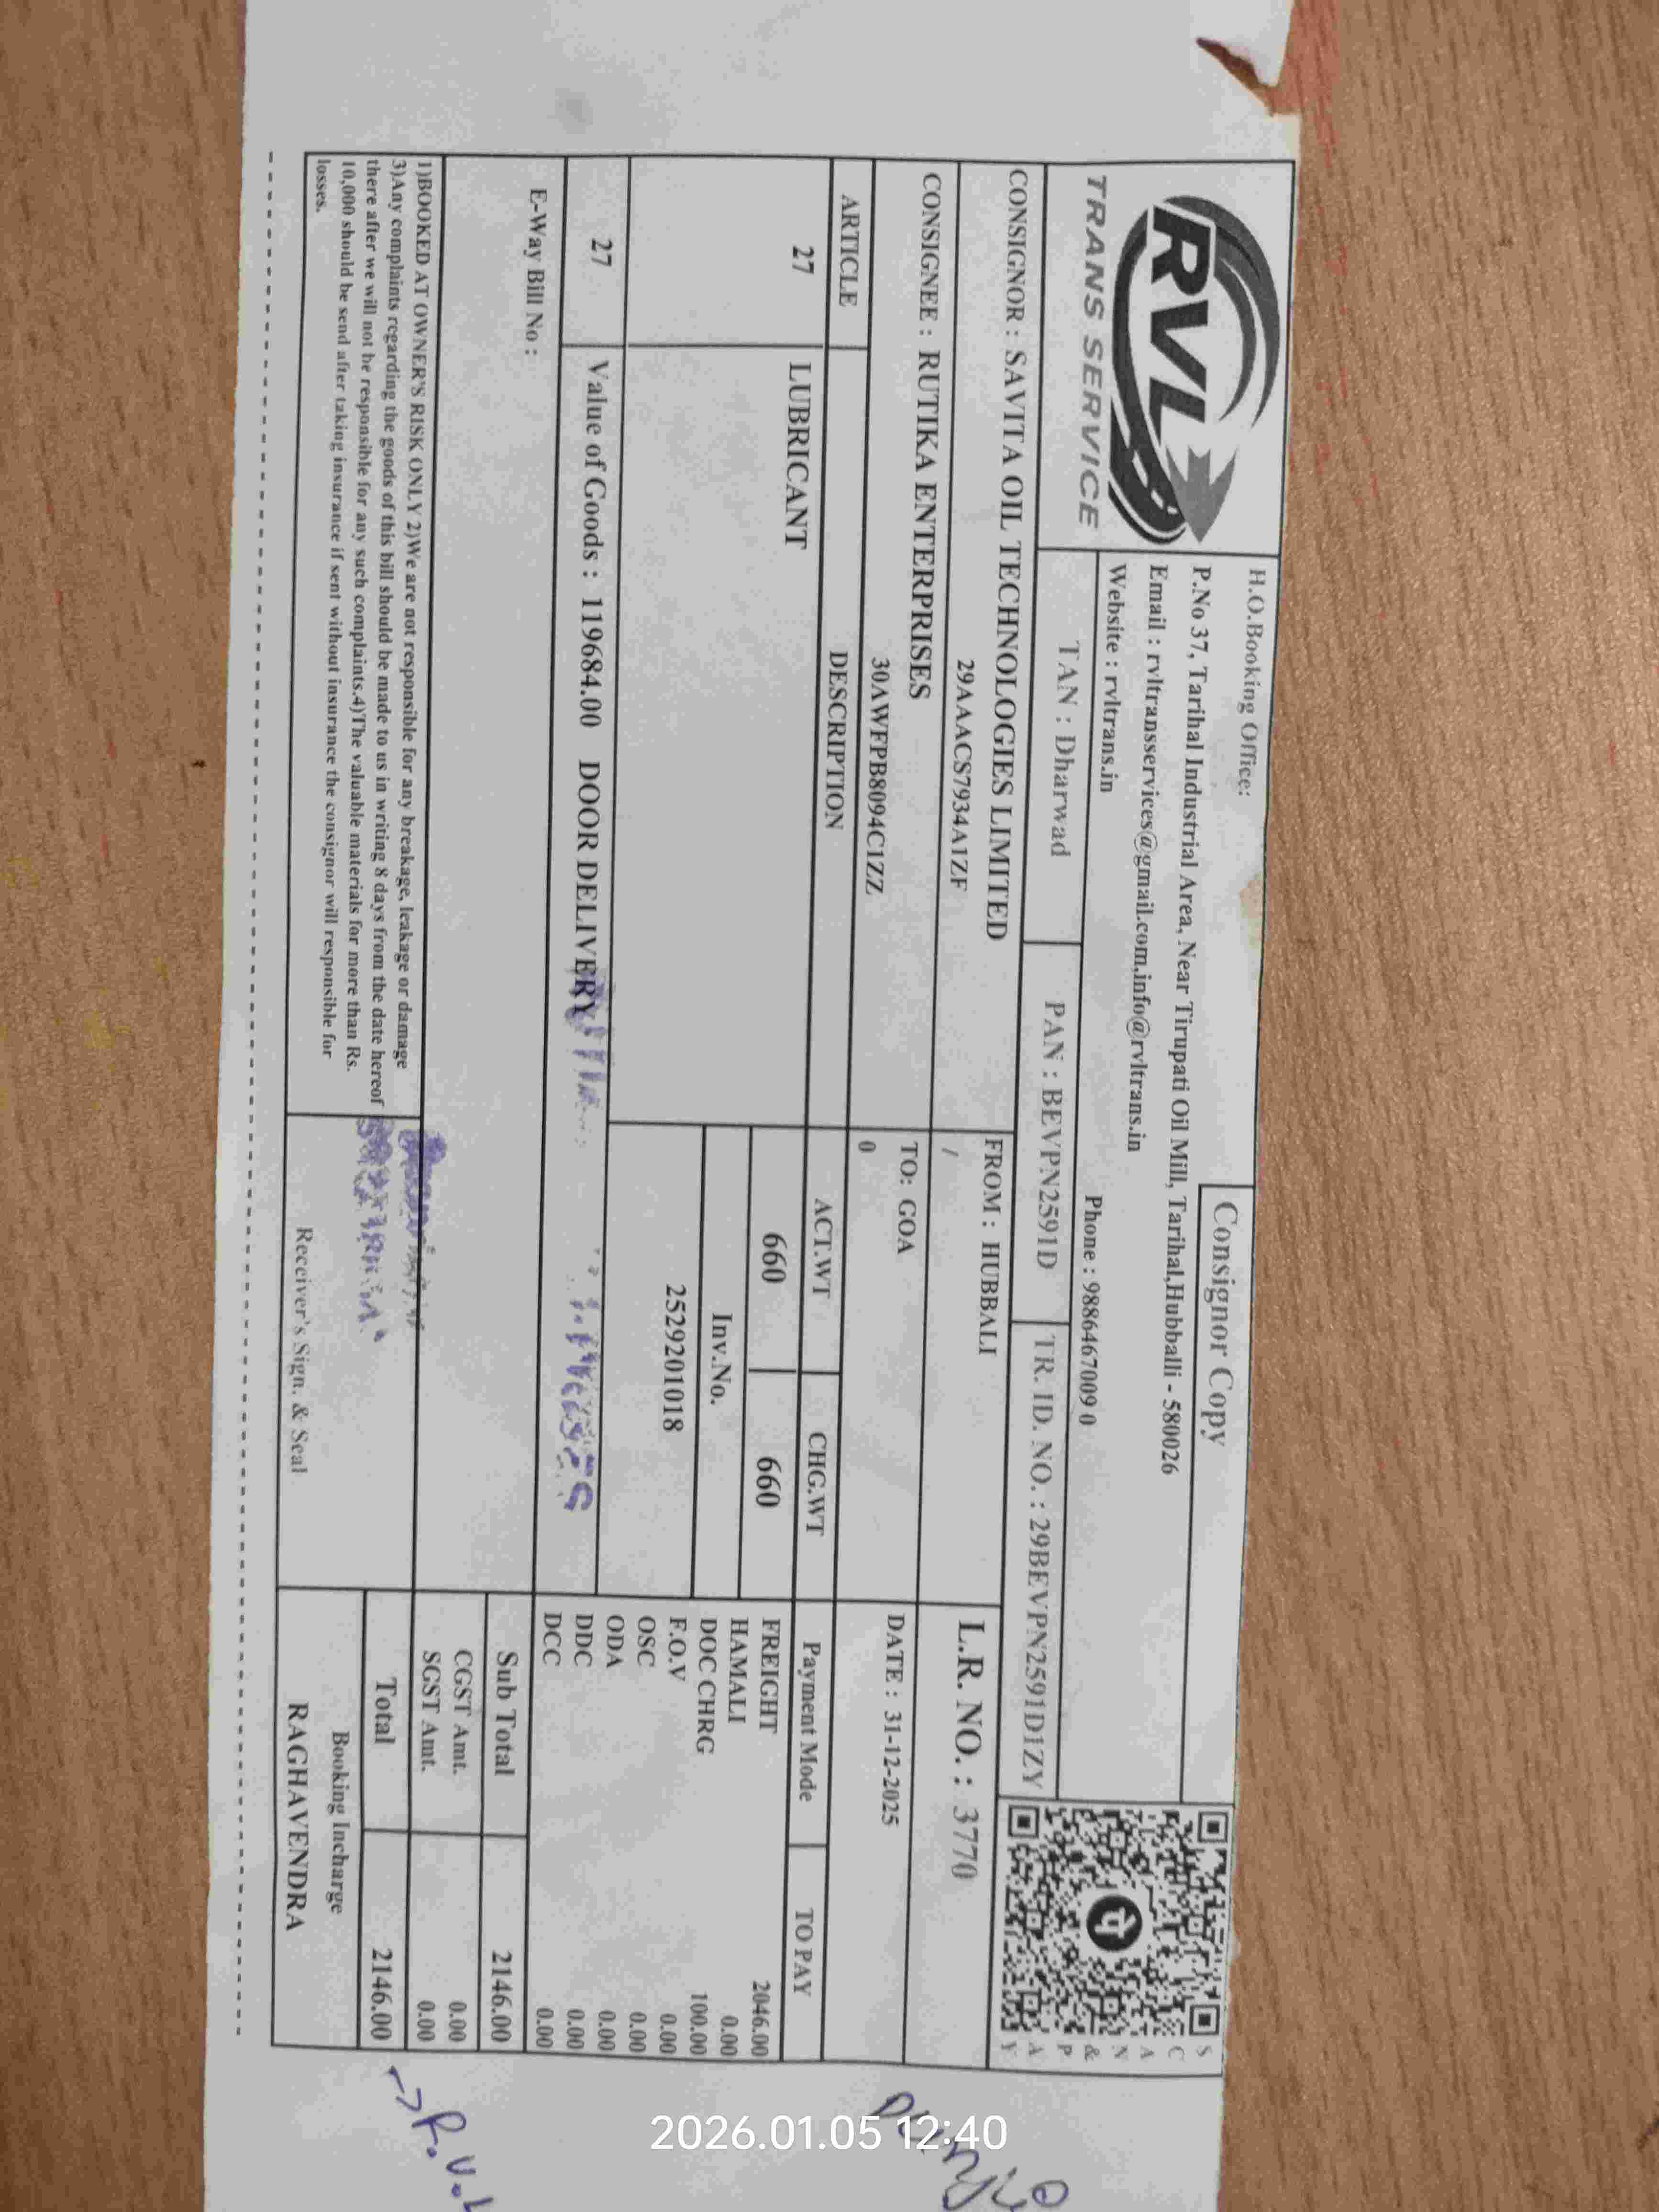 RVL
TRANS SERVICE
Consignor Copy
H.O.Booking Office:
P.No 37, Tarihal Industrial Area, Near Tirupati Oil Mill, Tarihal,Hubballi - 580026
Email : rvltransservices@gmail.com,info@rvltrans.in
Website : rvltrans.in Phone : 9886467009 0
SCAN & PAY
TAN : Dharwad PAN : BEVPN2591D TR. ID. NO. : 29BEVPN2591D1ZY
CONSIGNOR : SAVITA OIL TECHNOLOGIES LIMITED FROM : HUBBALI L.R. NO. : 3770
29AAACS7934A1ZF /
CONSIGNEE : RUTIKA ENTERPRISES TO: GOA DATE : 31-12-2025
30AWFPB8094C1ZZ 0
ARTICLE DESCRIPTION ACT.WT CHG.WT Payment Mode TO PAY
27 LUBRICANT 660 660 FREIGHT 2046.00
HAMALI 0.00
Inv.No. DOC CHRG 100.00
252920101​8 F.O.V 0.00
OSC 0.00
ODA 0.00
27 Value of Goods : 119684.00 DOOR DELIVERY DDC 0.00
DCC 0.00
E-Way Bill No :
Sub Total 2146.00
CGST Amt. 0.00
SGST Amt. 0.00
Total 2146.00
1)BOOKED AT OWNER'S RISK ONLY 2)We are not responsible for any breakage, leakage or damage
3)Any complaints regarding the goods of this bill should be made to us in writing 8 days from the date hereof
there after we will not be responsible for any such complaints.4)The valuable materials for more than Rs.
10,000 should be send after taking insurance if sent without insurance the consignor will responsible for
losses.
Receiver's Sign. & Seal
Booking Incharge
RAGHAVENDRA
R.V.L
2026.01.05 12:40